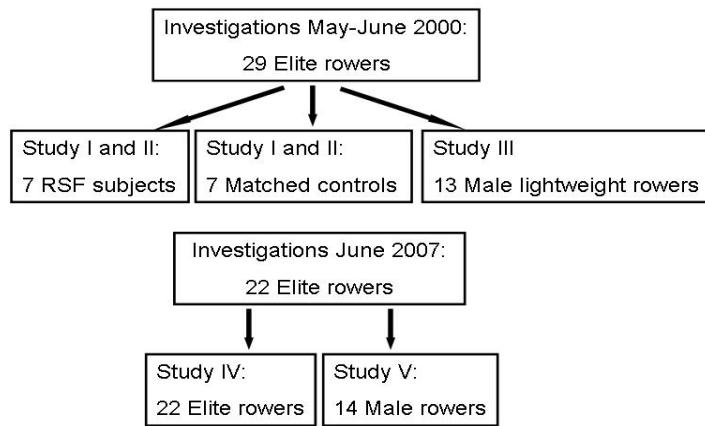 Investigations May-June 2000:
29 Elite rowers
Study I and II:
7 RSF subjects
Study I and II:
7 Matched controls
Study III
13 Male lightweight rowers
Investigations June 2007:
22 Elite rowers
Study IV:
22 Elite rowers
Study V:
14 Male rowers